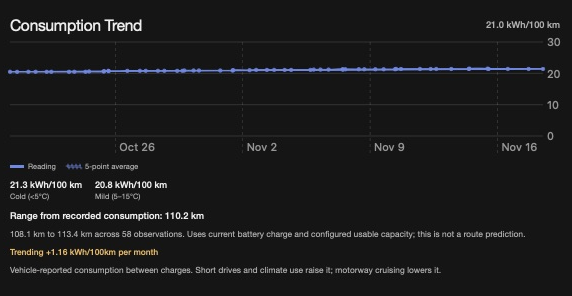 Consumption Trend
21.0 kWh/100 km
30
20
10
0
Oct 26
Nov 2
Nov 9
Nov 16
Reading
5-point average
21.3 kWh/100 km
20.8 kWh/100 km
Cold (<5°C)
Mild (5–15°C)
Range from recorded consumption: 110.2 km
108.1 km to 113.4 km across 58 observations. Uses current battery charge and configured usable capacity; this is not a route prediction.
Trending +1.16 kWh/100km per month
Vehicle-reported consumption between charges. Short drives and climate use raise it; motorway cruising lowers it.